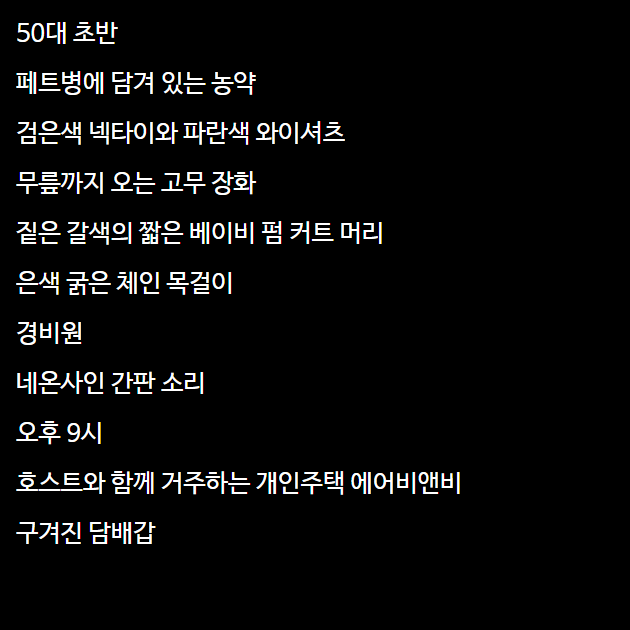 50대 초반
페트병에 담겨 있는 농약
검은색 넥타이와 파란색 와이셔츠
무릎까지 오는 고무 장화
짙은 갈색의 짧은 베이비 펌 커트 머리
은색 굵은 체인 목걸이
경비원
네온사인 간판 소리
오후 9시
호스트와 함께 거주하는 개인주택 에어비앤비
구겨진 담배갑